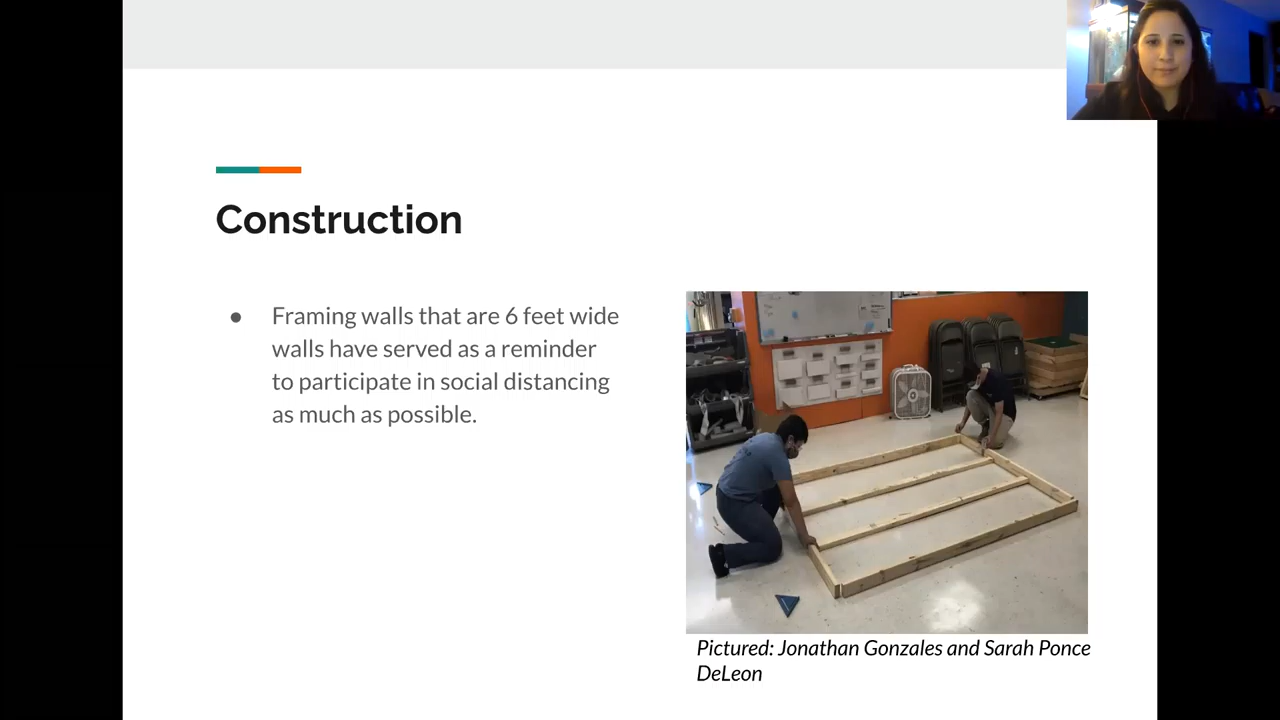 Construction
● Framing walls that are 6 feet wide
walls have served as a reminder
to participate in social distancing
as much as possible.
Pictured: Jonathan Gonzales and Sarah Ponce
DeLeon